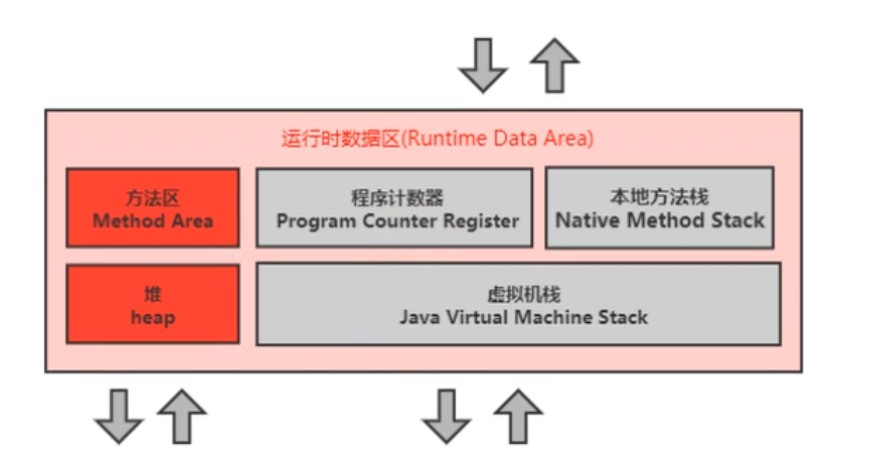 运行时数据区(Runtime Data Area)
方法区
Method Area
程序计数器
Program Counter Register
本地方法栈
Native Method Stack
堆
heap
虚拟机栈
Java Virtual Machine Stack